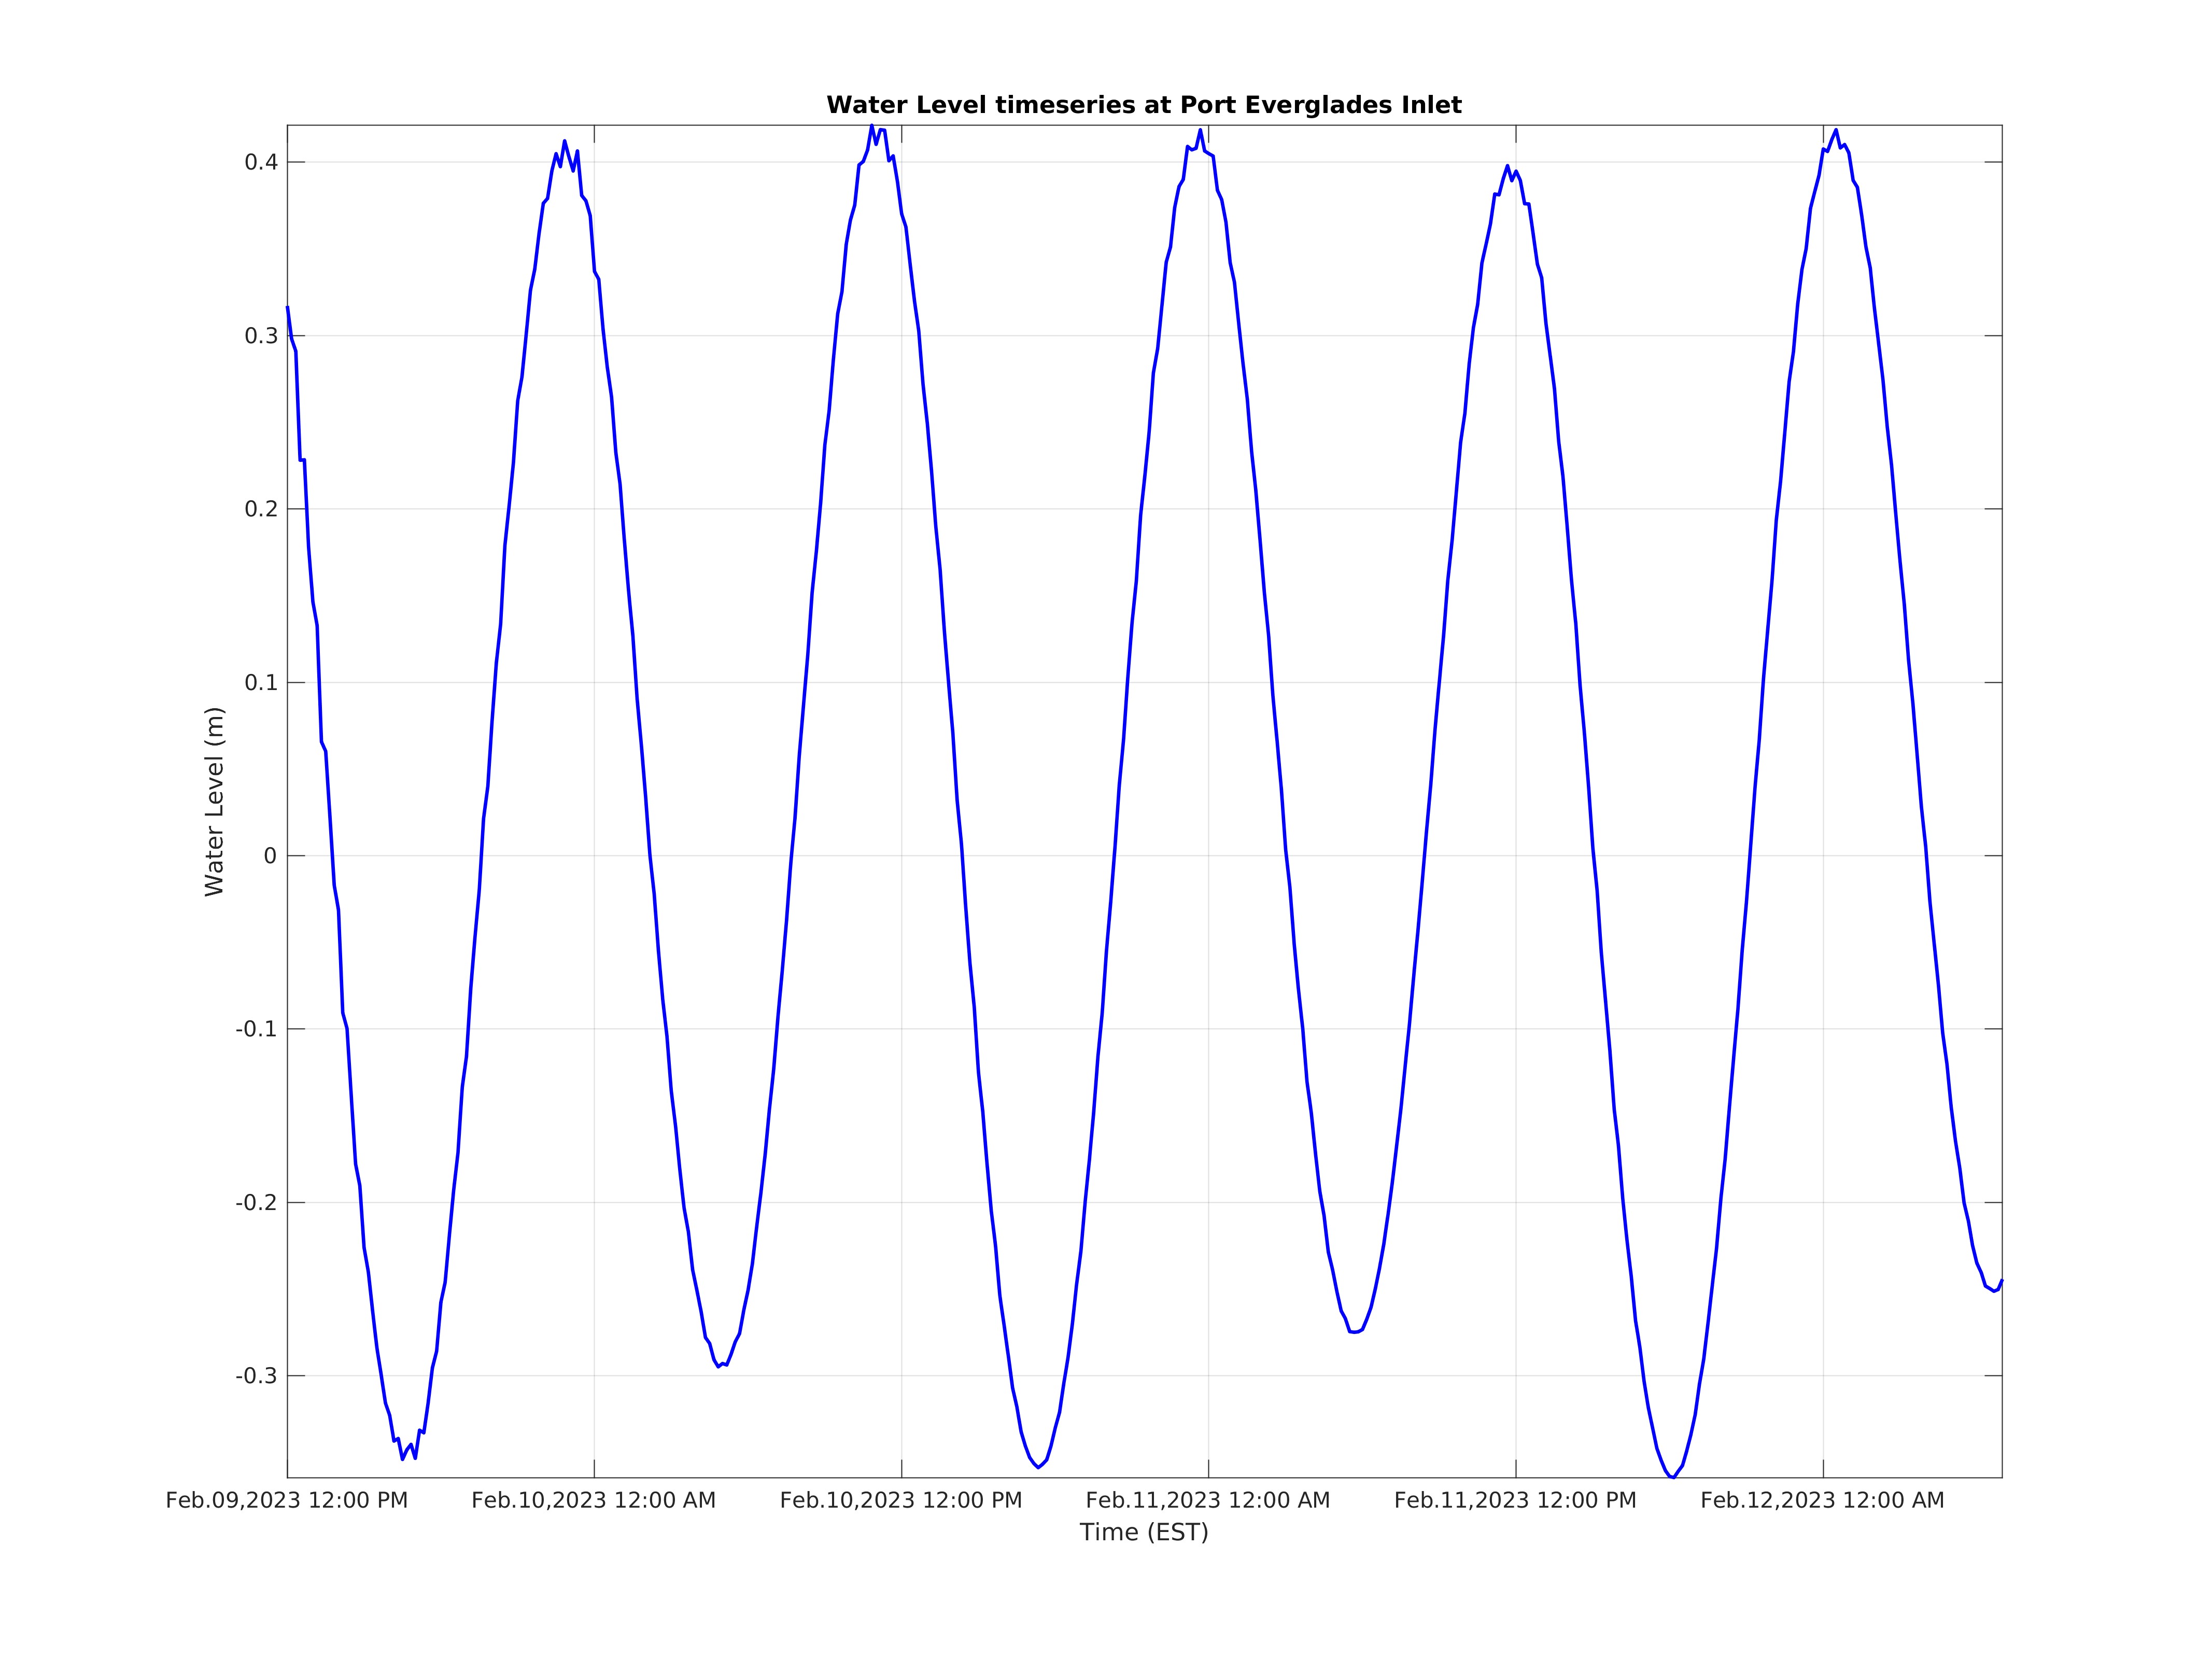 Water Level timeseries at Port Everglades Inlet
0.4
0.3
0.2
0.1
0
-0.1
-0.2
-0.3
Water Level (m)
Feb.09,2023 12:00 PM
Feb.10,2023 12:00 AM
Feb.10,2023 12:00 PM
Feb.11,2023 12:00 AM
Feb.11,2023 12:00 PM
Feb.12,2023 12:00 AM
Time (EST)